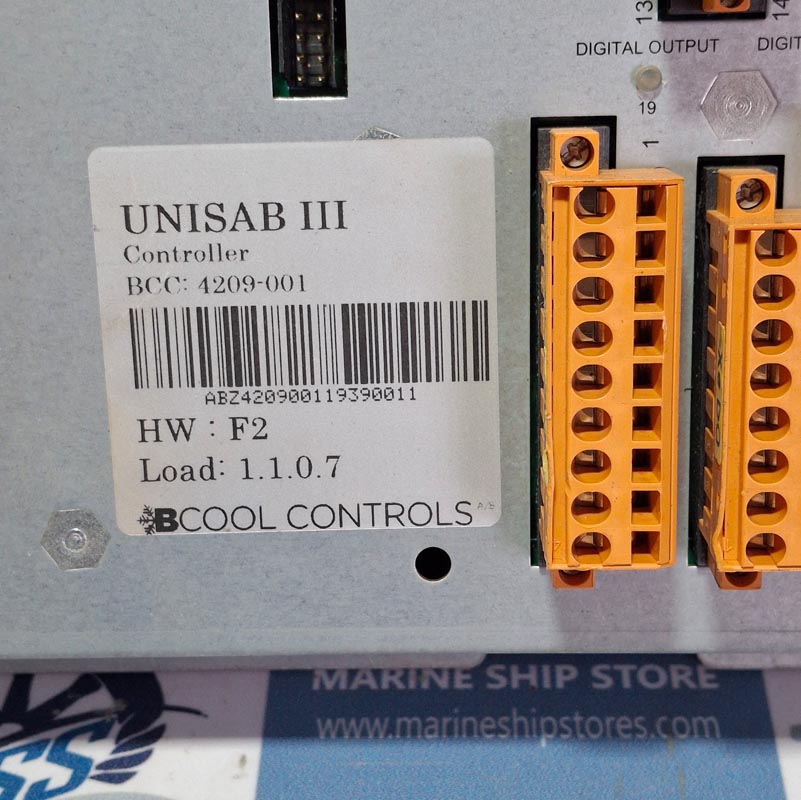 13
14
DIGITAL OUTPUT
DIGIT
19
1
UNISAB III
Controller
BCC: 4209-001
ABZ420900119390011
HW : F2
Load: 1.1.0.7
BCOOL CONTROLS A/S
MARINE SHIP STORE
www.marineshipstores.com
SS